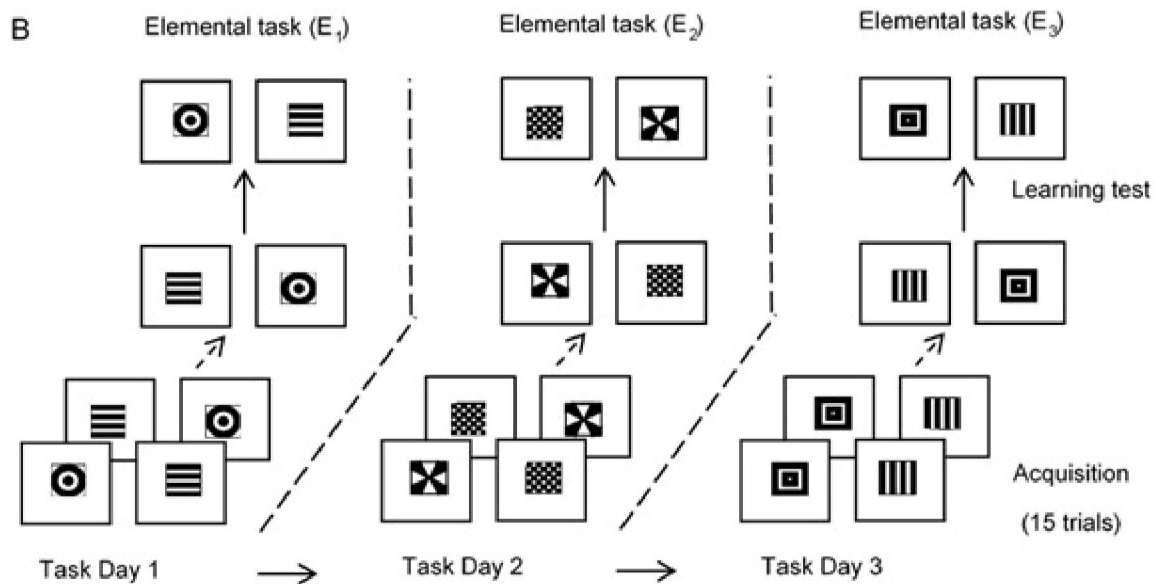 B
Elemental task (E₁)
Elemental task (E₂)
Elemental task (E₃)
Learning test
Acquisition
(15 trials)
Task Day 1
Task Day 2
Task Day 3